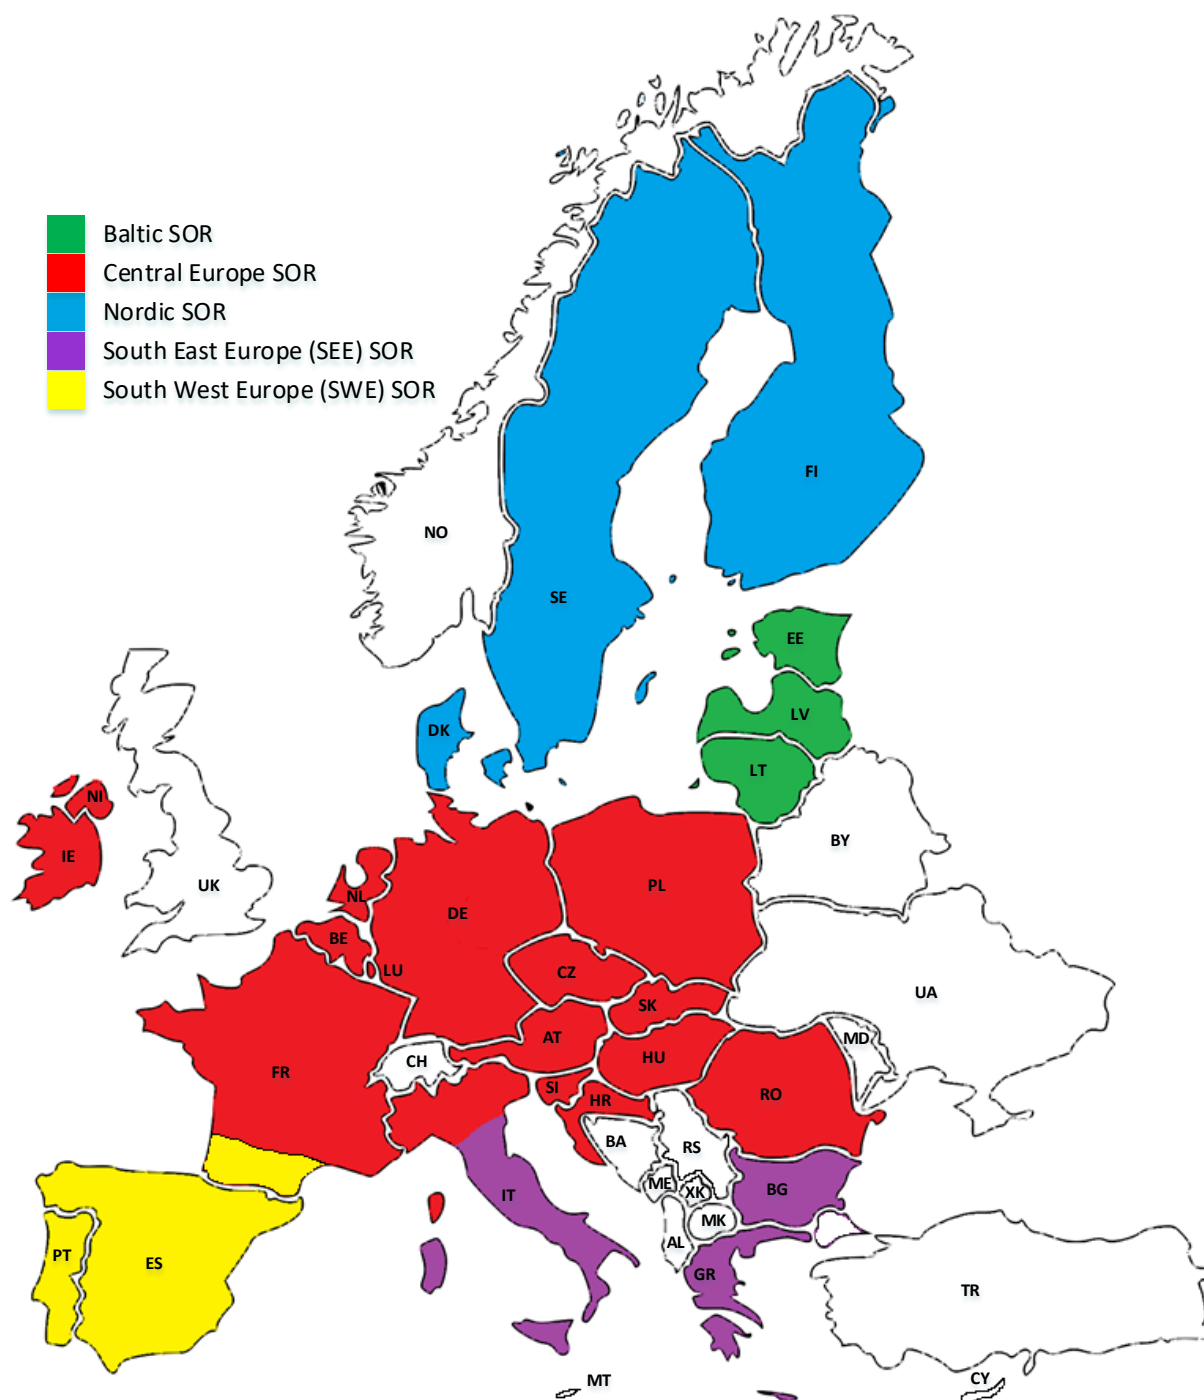 Baltic SOR
Central Europe SOR
Nordic SOR
South East Europe (SEE) SOR
South West Europe (SWE) SOR
FI
NO
SE
EE
LV
DK
LT
NI
BY
IE
UK
PL
NL
DE
BE
LU
CZ
UA
SK
AT
MD
HU
CH
FR
SI
RO
HR
BA
RS
ME
XK
BG
IT
MK
AL
PT
ES
GR
TR
MT
CY